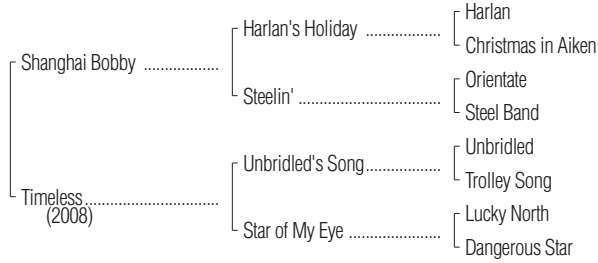 Harlan
Harlan's Holiday ..................
Christmas in Aiken
Shanghai Bobby ..................
Orientate
Steelin' ..................................
Steel Band
Unbridled
Unbridled's Song..................
Trolley Song
Timeless................................
(2008)
Lucky North
Star of My Eye ......................
Dangerous Star